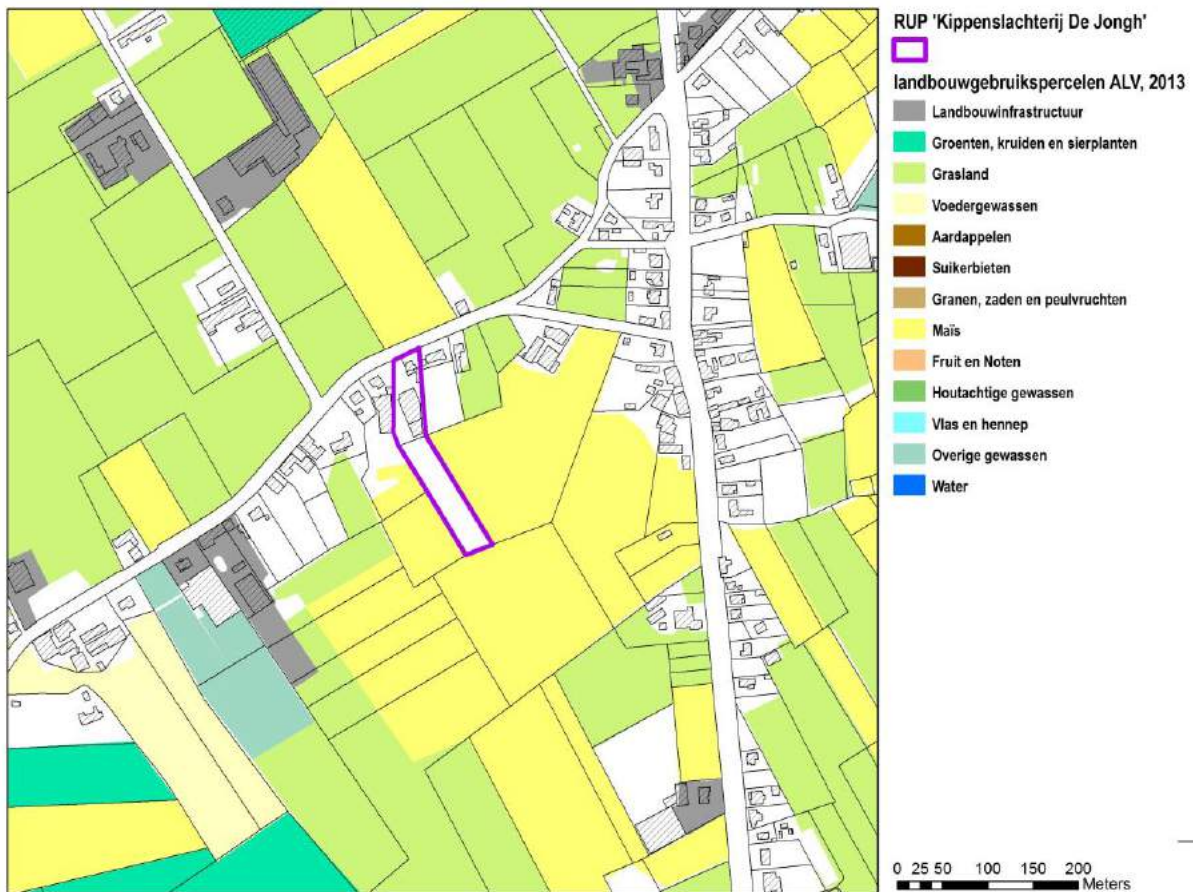 RUP 'Kippenslachterij De Jongh'
landbouwgebruikspercelen ALV, 2013
Landbouwinfrastructuur
Groenten, kruiden en sierplanten
Grasland
Voedergewassen
Aardappelen
Suikerbieten
Granen, zaden en peulvruchten
Maïs
Fruit en Noten
Houtachtige gewassen
Vlas en hennep
Overige gewassen
Water
0 25 50 100 150 200
Meters